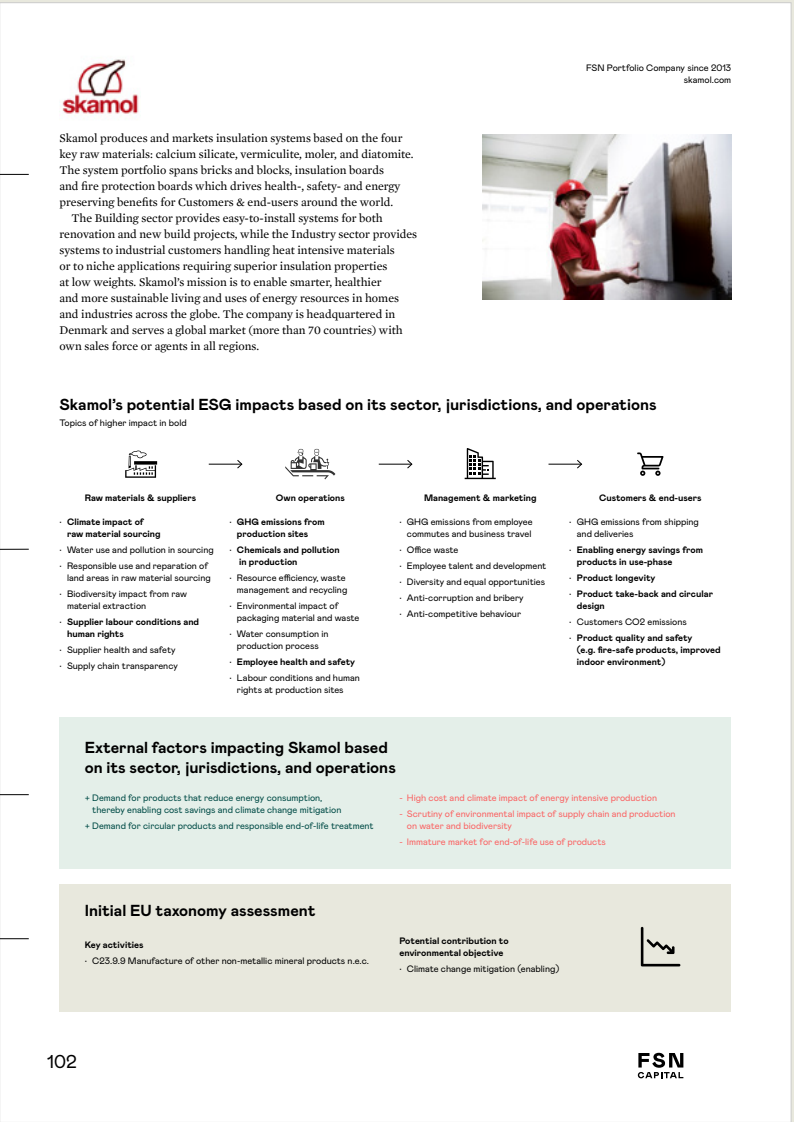 skamol
FSN Portfolio Company since 2013
skamol.com
Skamol produces and markets insulation systems based on the four
key raw materials: calcium silicate, vermiculite, moler, and diatomite.
The system portfolio spans bricks and blocks, insulation boards
and fire protection boards which drives health-, safety- and energy
preserving benefits for Customers & end-users around the world.
The Building sector provides easy-to-install systems for both
renovation and new build projects, while the Industry sector provides
systems to industrial customers handling heat intensive materials
or to niche applications requiring superior insulation properties
at low weights. Skamol's mission is to enable smarter, healthier
and more sustainable living and uses of energy resources in homes
and industries across the globe. The company is headquartered in
Denmark and serves a global market (more than 70 countries) with
own sales force or agents in all regions.
Skamol's potential ESG impacts based on its sector, jurisdictions, and operations
Topics of higher impact in bold
Raw materials & suppliers
· Climate impact of
raw material sourcing
· Water use and pollution in sourcing
· Responsible use and reparation of
land areas in raw material sourcing
· Biodiversity impact from raw
material extraction
· Supplier labour conditions and
human rights
· Supplier health and safety
· Supply chain transparency
Own operations
· GHG emissions from
production sites
· Chemicals and pollution
in production
· Resource efficiency, waste
management and recycling
· Environmental impact of
packaging material and waste
· Water consumption in
production process
· Employee health and safety
· Labour conditions and human
rights at production sites
Management & marketing
· GHG emissions from employee
commutes and business travel
· Office waste
· Employee talent and development
· Diversity and equal opportunities
· Anti-corruption and bribery
· Anti-competitive behaviour
Customers & end-users
· GHG emissions from shipping
and deliveries
· Enabling energy savings from
products in use-phase
· Product longevity
· Product take-back and circular
design
· Customers CO2 emissions
· Product quality and safety
(e.g. fire-safe products, improved
indoor environment)
External factors impacting Skamol based
on its sector, jurisdictions, and operations
+ Demand for products that reduce energy consumption,
thereby enabling cost savings and climate change mitigation
+ Demand for circular products and responsible end-of-life treatment
- High cost and climate impact of energy intensive production
- Scrutiny of environmental impact of supply chain and production
on water and biodiversity
- Immature market for end-of-life use of products
Initial EU taxonomy assessment
Key activities
· C23.9.9 Manufacture of other non-metallic mineral products n.e.c.
Potential contribution to
environmental objective
· Climate change mitigation (enabling)
102
FSN
CAPITAL